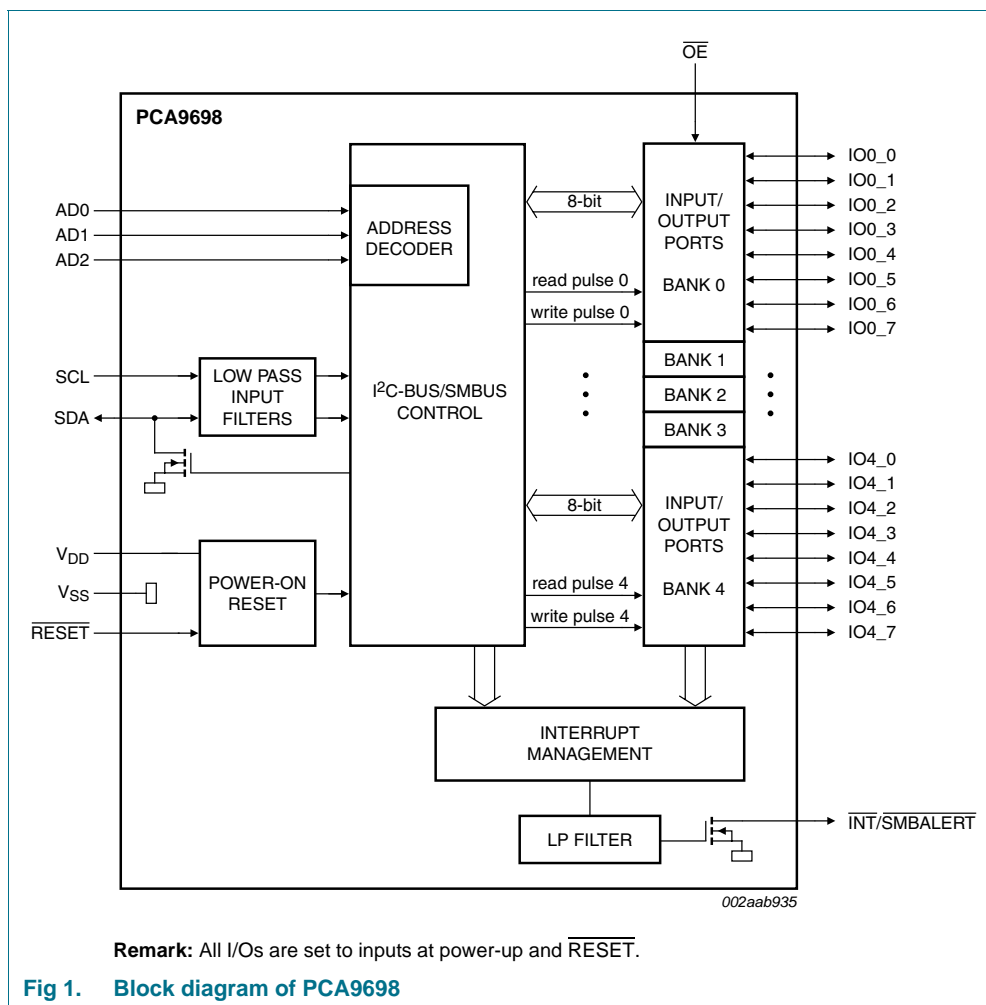 OE
PCA9698
AD0
AD1
AD2
ADDRESS
DECODER
SCL
SDA
LOW PASS
INPUT
FILTERS
I²C-BUS/SMBUS
CONTROL
VDD
VSS
RESET
POWER-ON
RESET
8-bit
read pulse 0
write pulse 0
8-bit
read pulse 4
write pulse 4
INPUT/
OUTPUT
PORTS
BANK 0
BANK 1
BANK 2
BANK 3
INPUT/
OUTPUT
PORTS
BANK 4
IO0_0
IO0_1
IO0_2
IO0_3
IO0_4
IO0_5
IO0_6
IO0_7
IO4_0
IO4_1
IO4_2
IO4_3
IO4_4
IO4_5
IO4_6
IO4_7
INTERRUPT
MANAGEMENT
LP FILTER
INT/SMBALERT
002aab935
Remark: All I/Os are set to inputs at power-up and RESET.
Fig 1. Block diagram of PCA9698